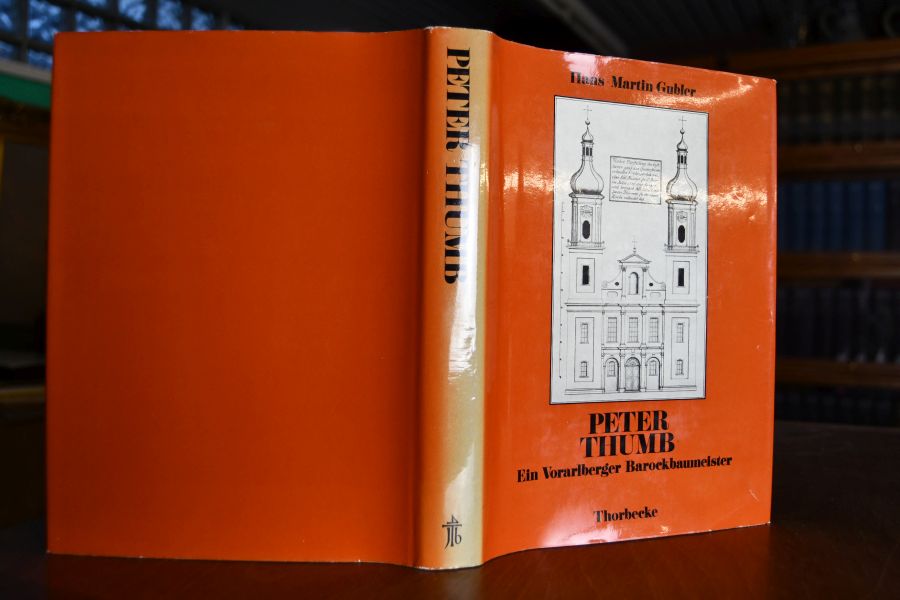 PETER THUMB
Hans Martin Gubler
PETER
THUMB
Ein Vorarlberger Barockbaumeister
Thorbecke